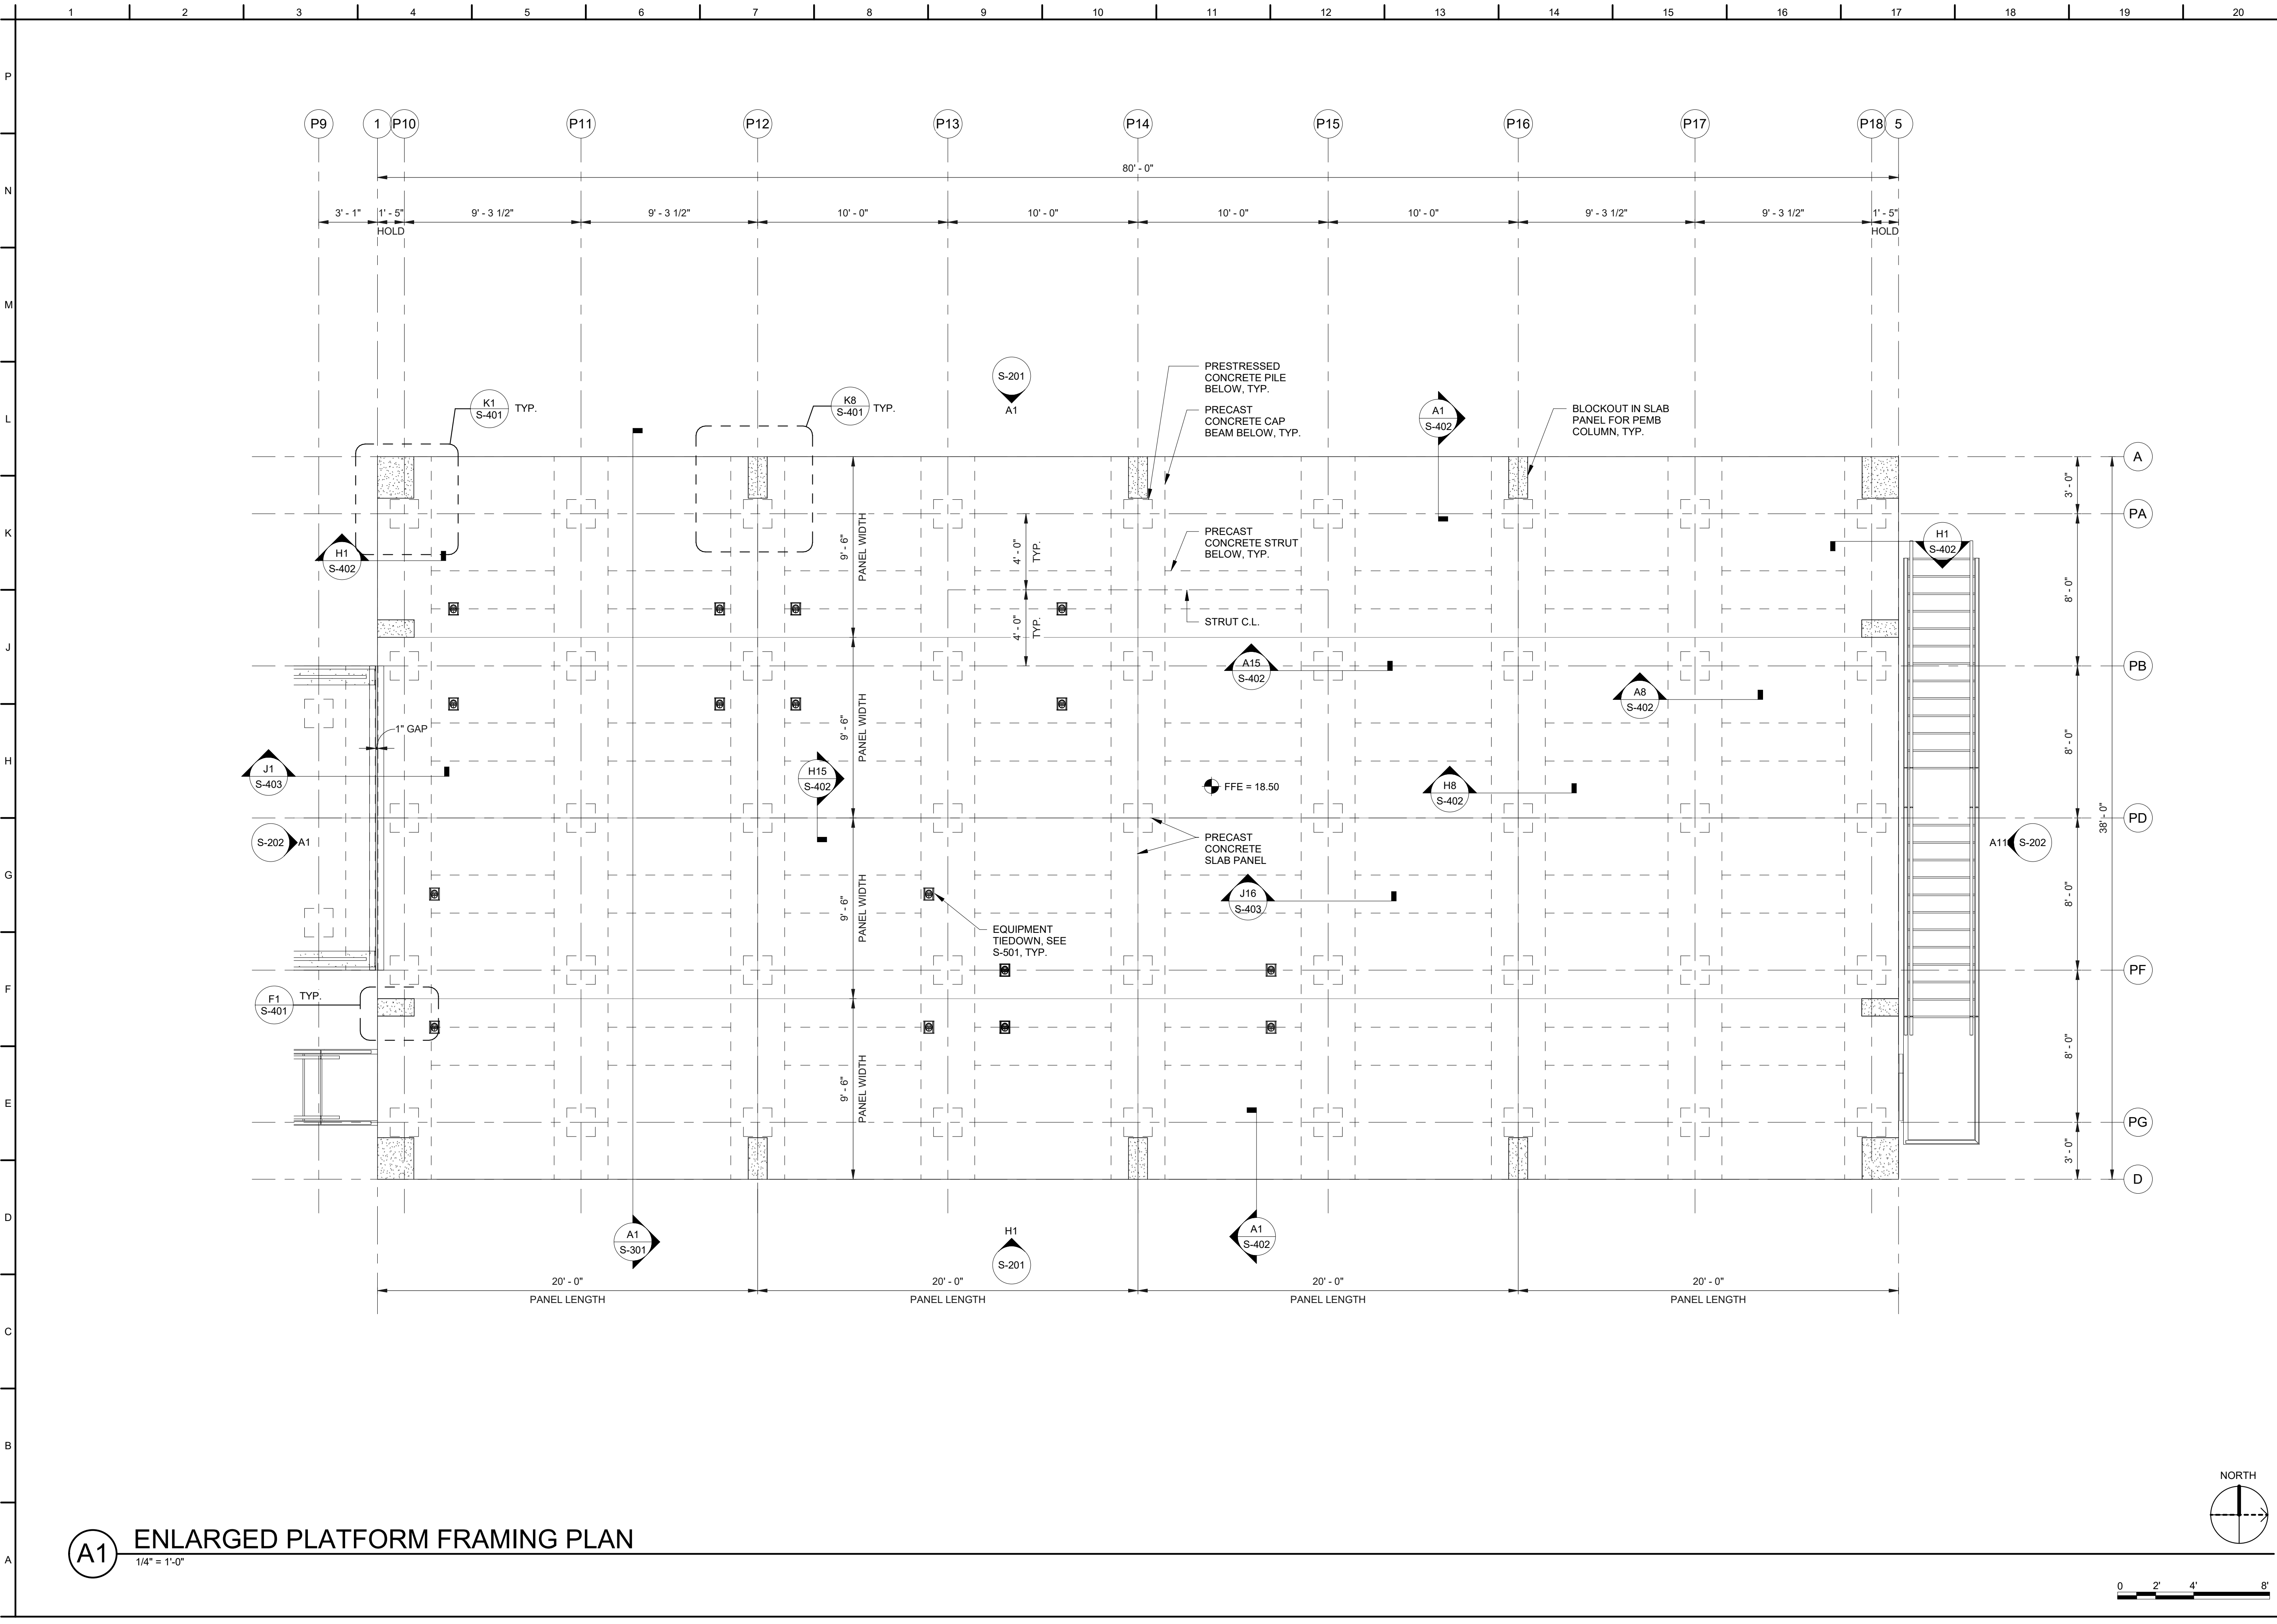 1 2 3 4 5 6 7 8 9 10 11 12 13 14 15 16 17 18 19 20
P
N
M
L
K
J
H
G
F
E
D
C
B
A
P9 1 P10 P11 P12 P13 P14 P15 P16 P17 P18 5
80' - 0"
3' - 1" 1' - 5" 9' - 3 1/2" 9' - 3 1/2" 10' - 0" 10' - 0" 10' - 0" 10' - 0" 9' - 3 1/2" 9' - 3 1/2" 1' - 5"
HOLD HOLD
S-201
A1
PRESTRESSED
CONCRETE PILE
BELOW, TYP.
K1
S-401
TYP.
K8
S-401
TYP.
PRECAST
CONCRETE CAP
BEAM BELOW, TYP.
A1
S-402
BLOCKOUT IN SLAB
PANEL FOR PEMB
COLUMN, TYP.
A
3' - 0"
PA
8' - 0"
PB
8' - 0"
PD
38' - 0"
8' - 0"
PF
8' - 0"
PG
3' - 0"
D
9' - 6"
PANEL WIDTH
9' - 6"
PANEL WIDTH
9' - 6"
PANEL WIDTH
9' - 6"
PANEL WIDTH
4' - 0"
TYP.
4' - 0"
TYP.
PRECAST
CONCRETE STRUT
BELOW, TYP.
H1
S-402
H1
S-402
STRUT C.L.
A15
S-402
A8
S-402
1" GAP
J1
S-403
H15
S-402
FFE = 18.50
H8
S-402
S-202
A1
PRECAST
CONCRETE
SLAB PANEL
A11
S-202
J16
S-403
EQUIPMENT
TIEDOWN, SEE
S-501, TYP.
F1
S-401
TYP.
A1
S-301
H1
S-201
A1
S-402
20' - 0" 20' - 0" 20' - 0" 20' - 0"
PANEL LENGTH PANEL LENGTH PANEL LENGTH PANEL LENGTH
NORTH
A1
ENLARGED PLATFORM FRAMING PLAN
1/4" = 1'-0"
0 2' 4' 8'